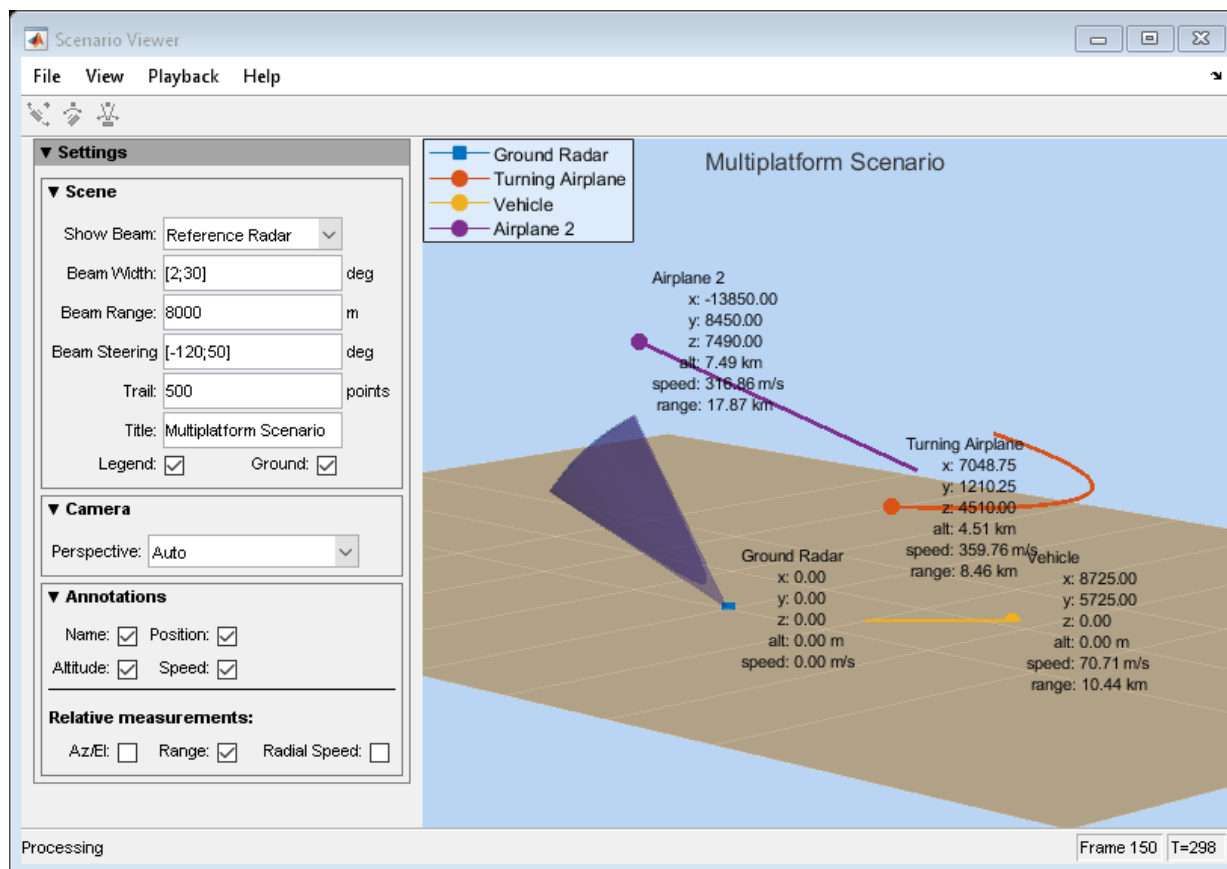 Scenario Viewer
File View Playback Help
▼ Settings
▼ Scene
Show Beam: Reference Radar
Beam Width: [2;30] deg
Beam Range: 8000 m
Beam Steering [-120;50] deg
Trail: 500 points
Title: Multiplatform Scenario
Legend: Ground:
▼ Camera
Perspective: Auto
▼ Annotations
Name: Position:
Altitude: Speed:
Relative measurements:
Az/El: Range: Radial Speed:
Ground Radar
Turning Airplane
Vehicle
Airplane 2
Multiplatform Scenario
Airplane 2
x: -13850.00
y: 8450.00
z: 7490.00
alt: 7.49 km
speed: 316.86 m/s
range: 17.87 km
Turning Airplane
x: 7048.75
y: 1210.25
z: 4510.00
alt: 4.51 km
speed: 359.76 m/s
range: 8.46 km
Ground Radar
x: 0.00
y: 0.00
z: 0.00
alt: 0.00 m
speed: 0.00 m/s
Vehicle
x: 8725.00
y: 5725.00
z: 0.00
alt: 0.00 m
speed: 70.71 m/s
range: 10.44 km
Processing
Frame 150 T=298